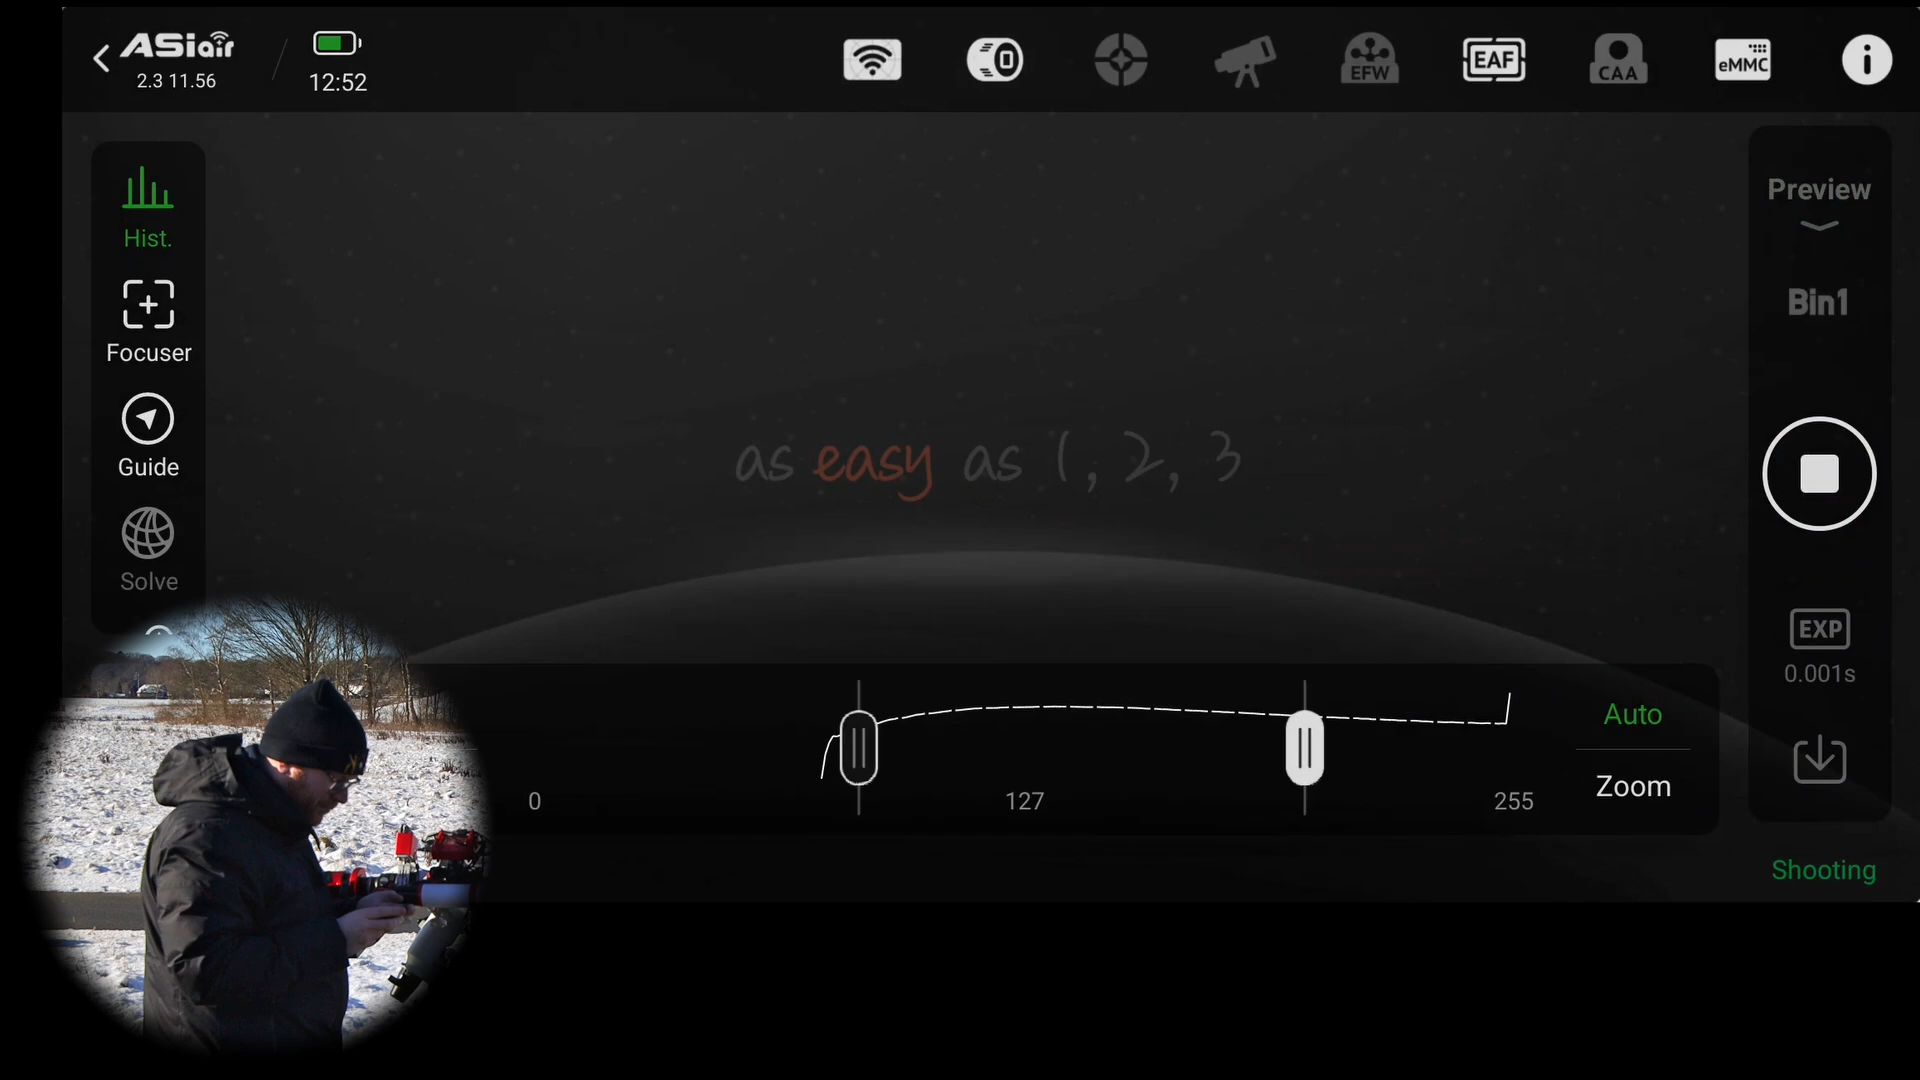 ASiair
2.3 11.56
12:52
EFW
EAF
CAA
eMMC
i
Hist.
Focuser
Guide
Solve
as easy as 1, 2, 3
Preview
Bin1
EXP
0.001s
Shooting
0
127
255
Auto
Zoom